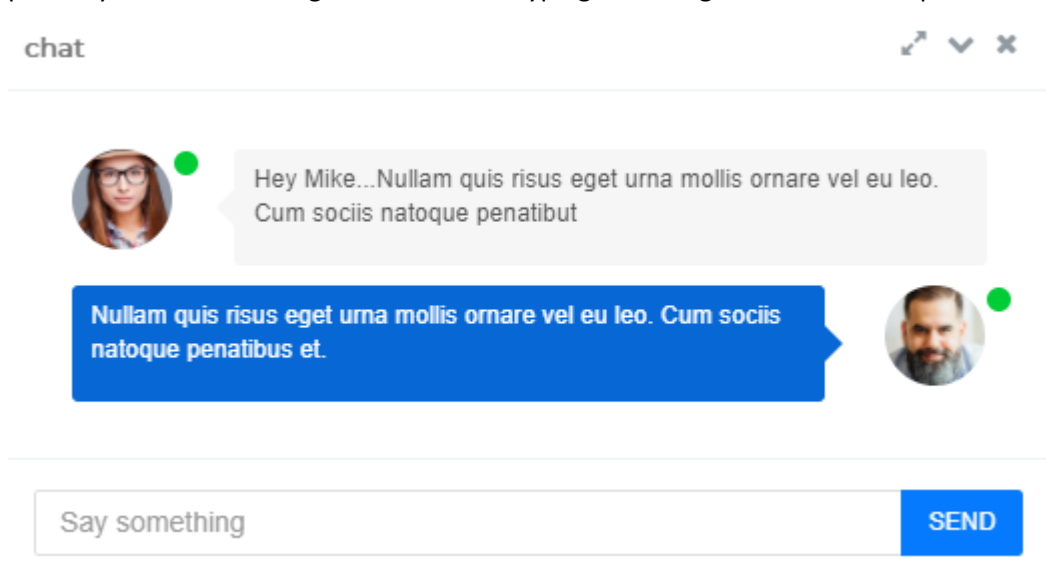 chat
Hey Mike...Nullam quis risus eget urna mollis ornare vel eu leo.
Cum sociis natoque penatibut
Nullam quis risus eget urna mollis ornare vel eu leo. Cum sociis
natoque penatibus et.
Say something
SEND